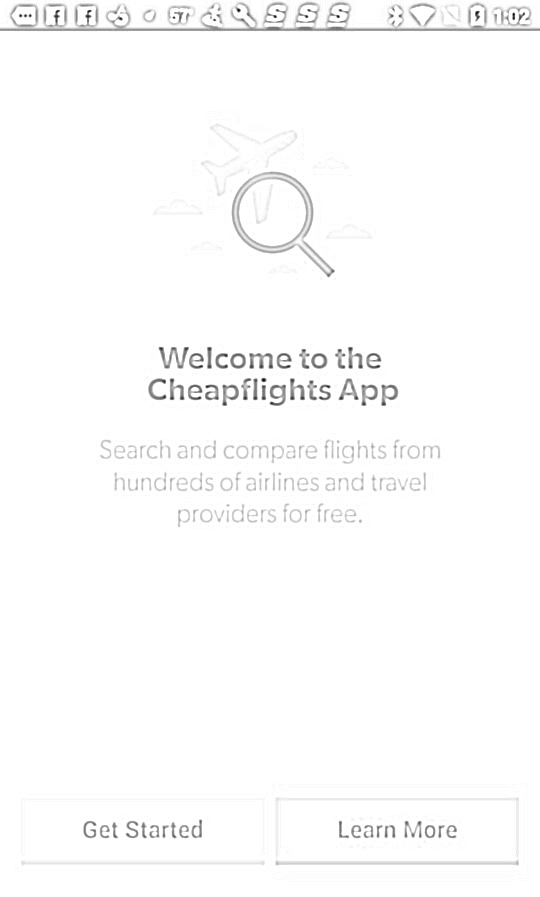 57° 1:02
Welcome to the
Cheapflights App
Search and compare flights from
hundreds of airlines and travel
providers for free.
Get Started
Learn More